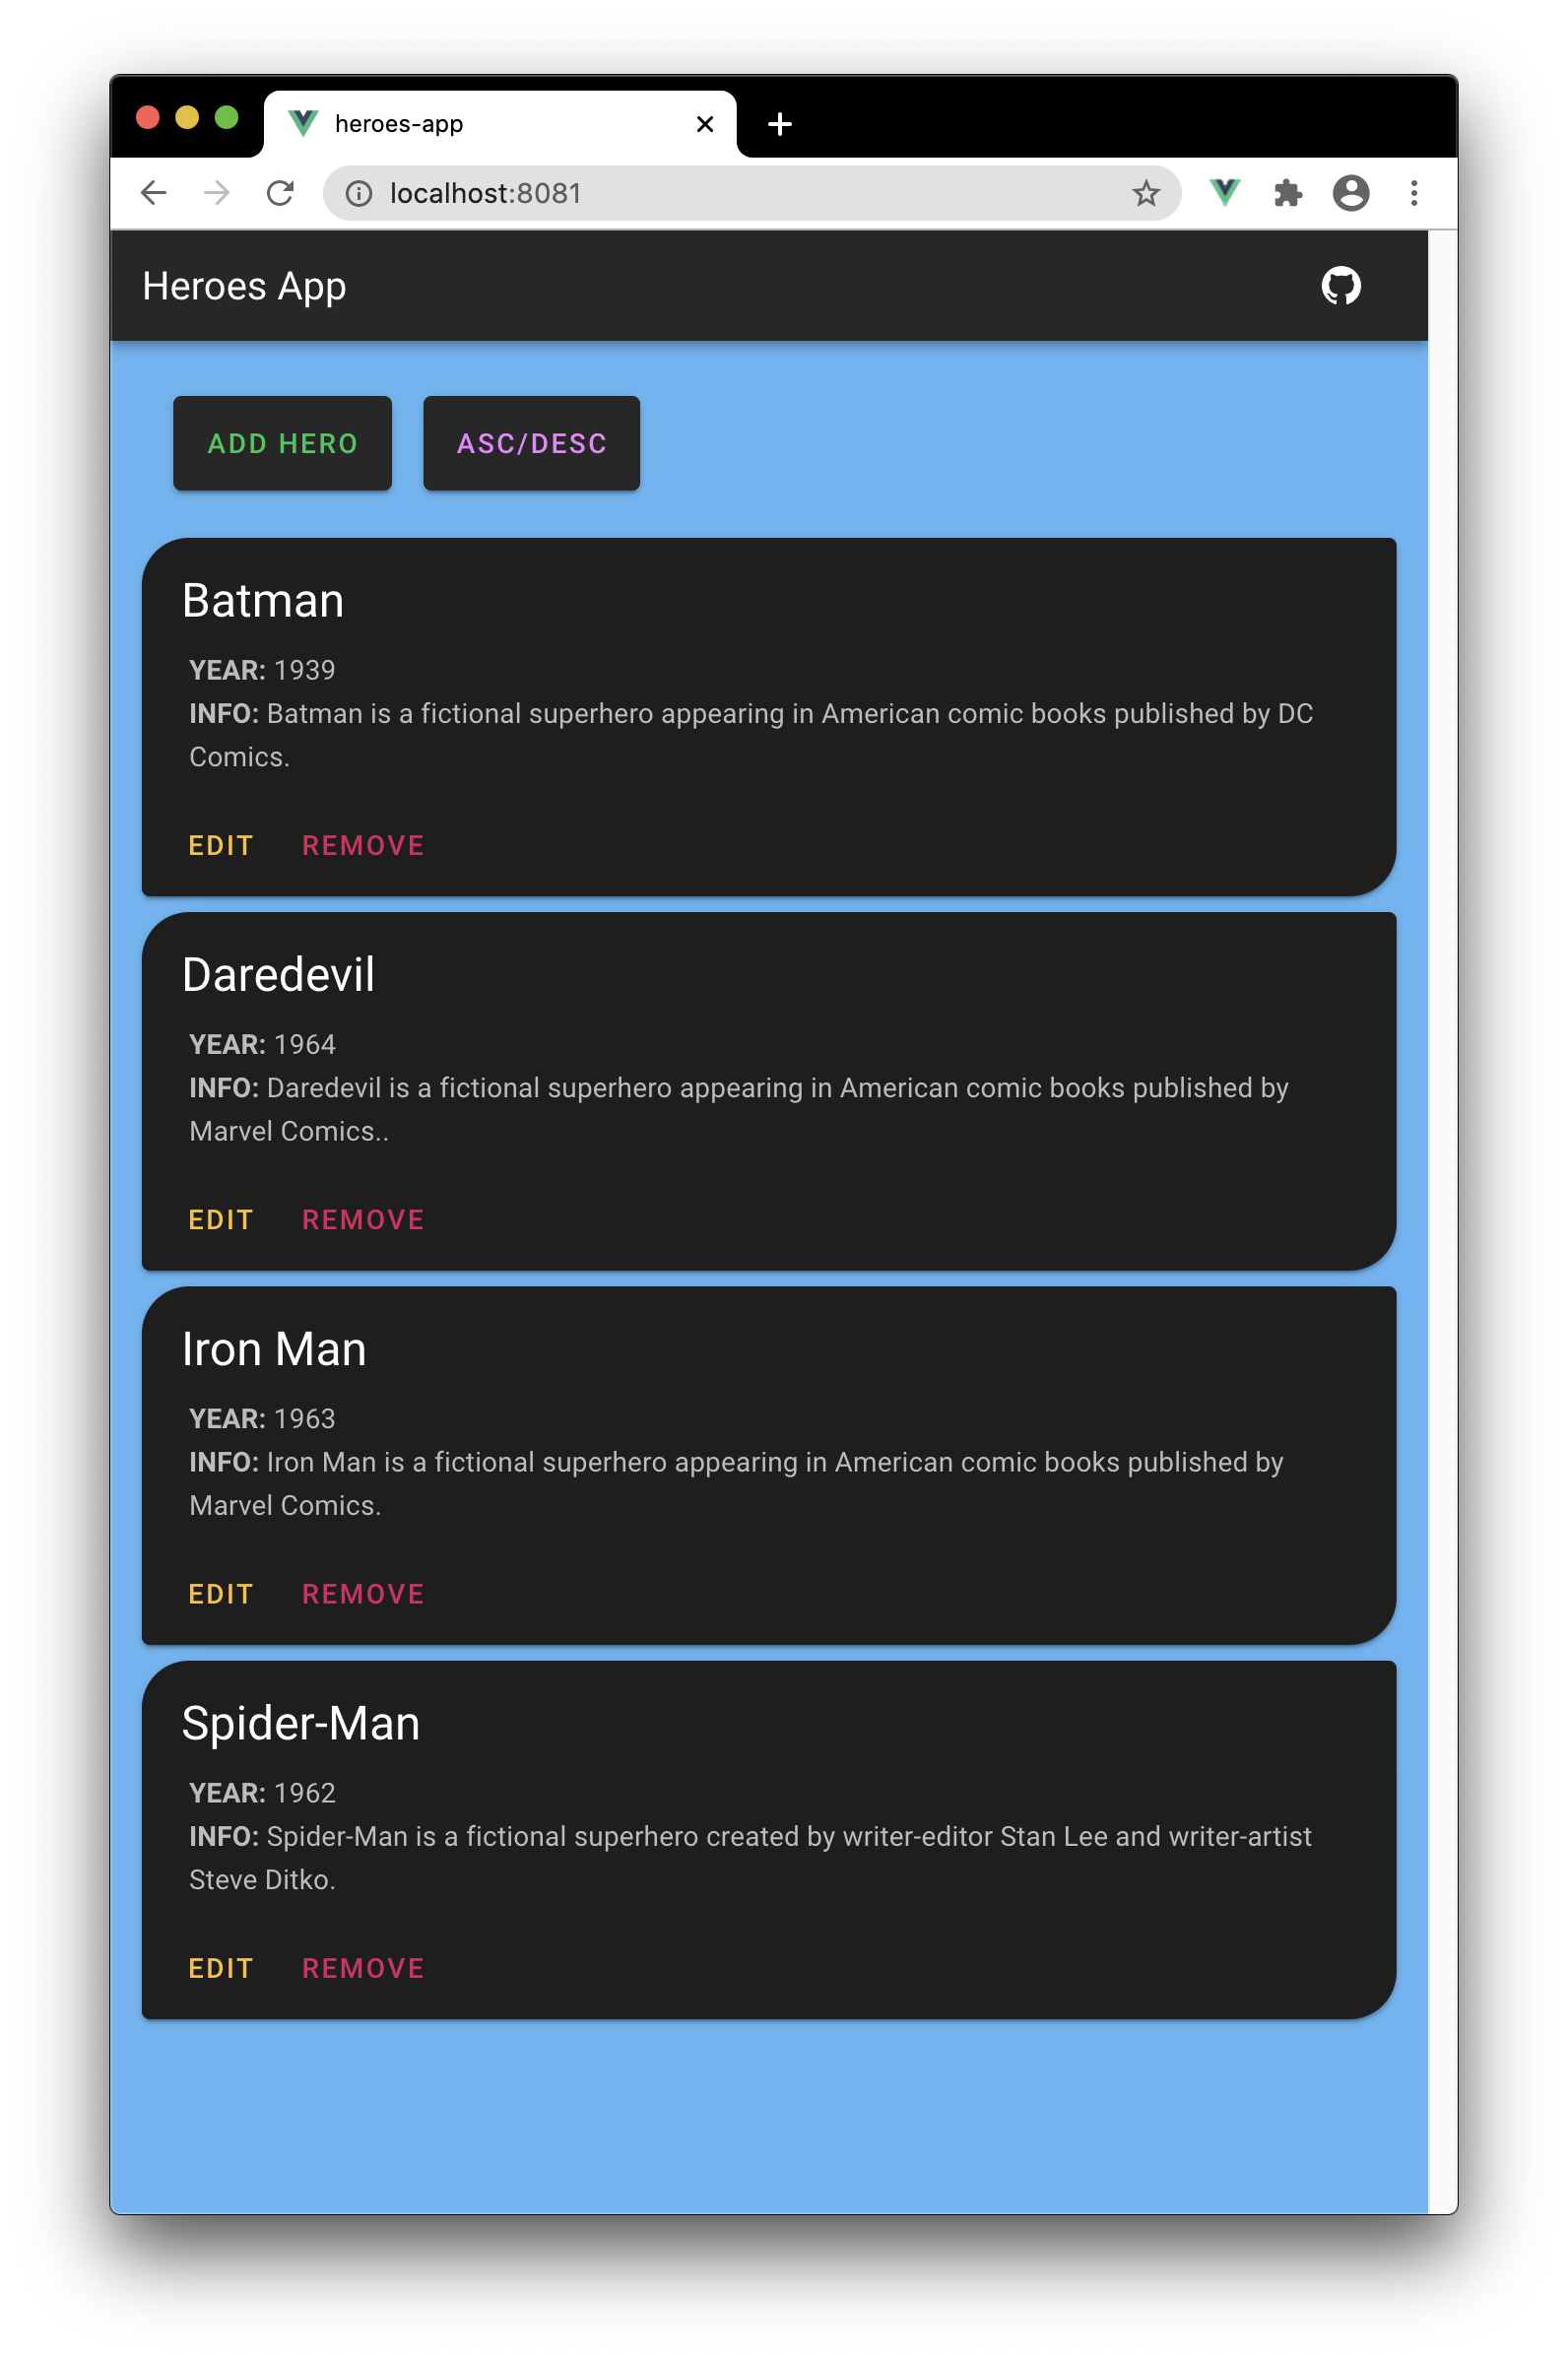 heroes-app
localhost:8081
Heroes App
ADD HERO ASC/DESC
Batman
YEAR: 1939
INFO: Batman is a fictional superhero appearing in American comic books published by DC
Comics.
EDIT REMOVE
Daredevil
YEAR: 1964
INFO: Daredevil is a fictional superhero appearing in American comic books published by
Marvel Comics..
EDIT REMOVE
Iron Man
YEAR: 1963
INFO: Iron Man is a fictional superhero appearing in American comic books published by
Marvel Comics.
EDIT REMOVE
Spider-Man
YEAR: 1962
INFO: Spider-Man is a fictional superhero created by writer-editor Stan Lee and writer-artist
Steve Ditko.
EDIT REMOVE